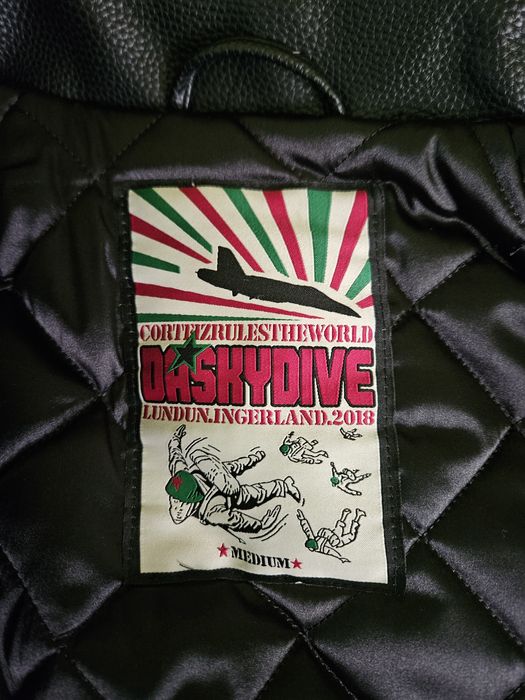 CORTEIZRULESTHEWORLD
DASKYDIVE
LUNDUN.INGERLAND.2018
★MEDIUM★